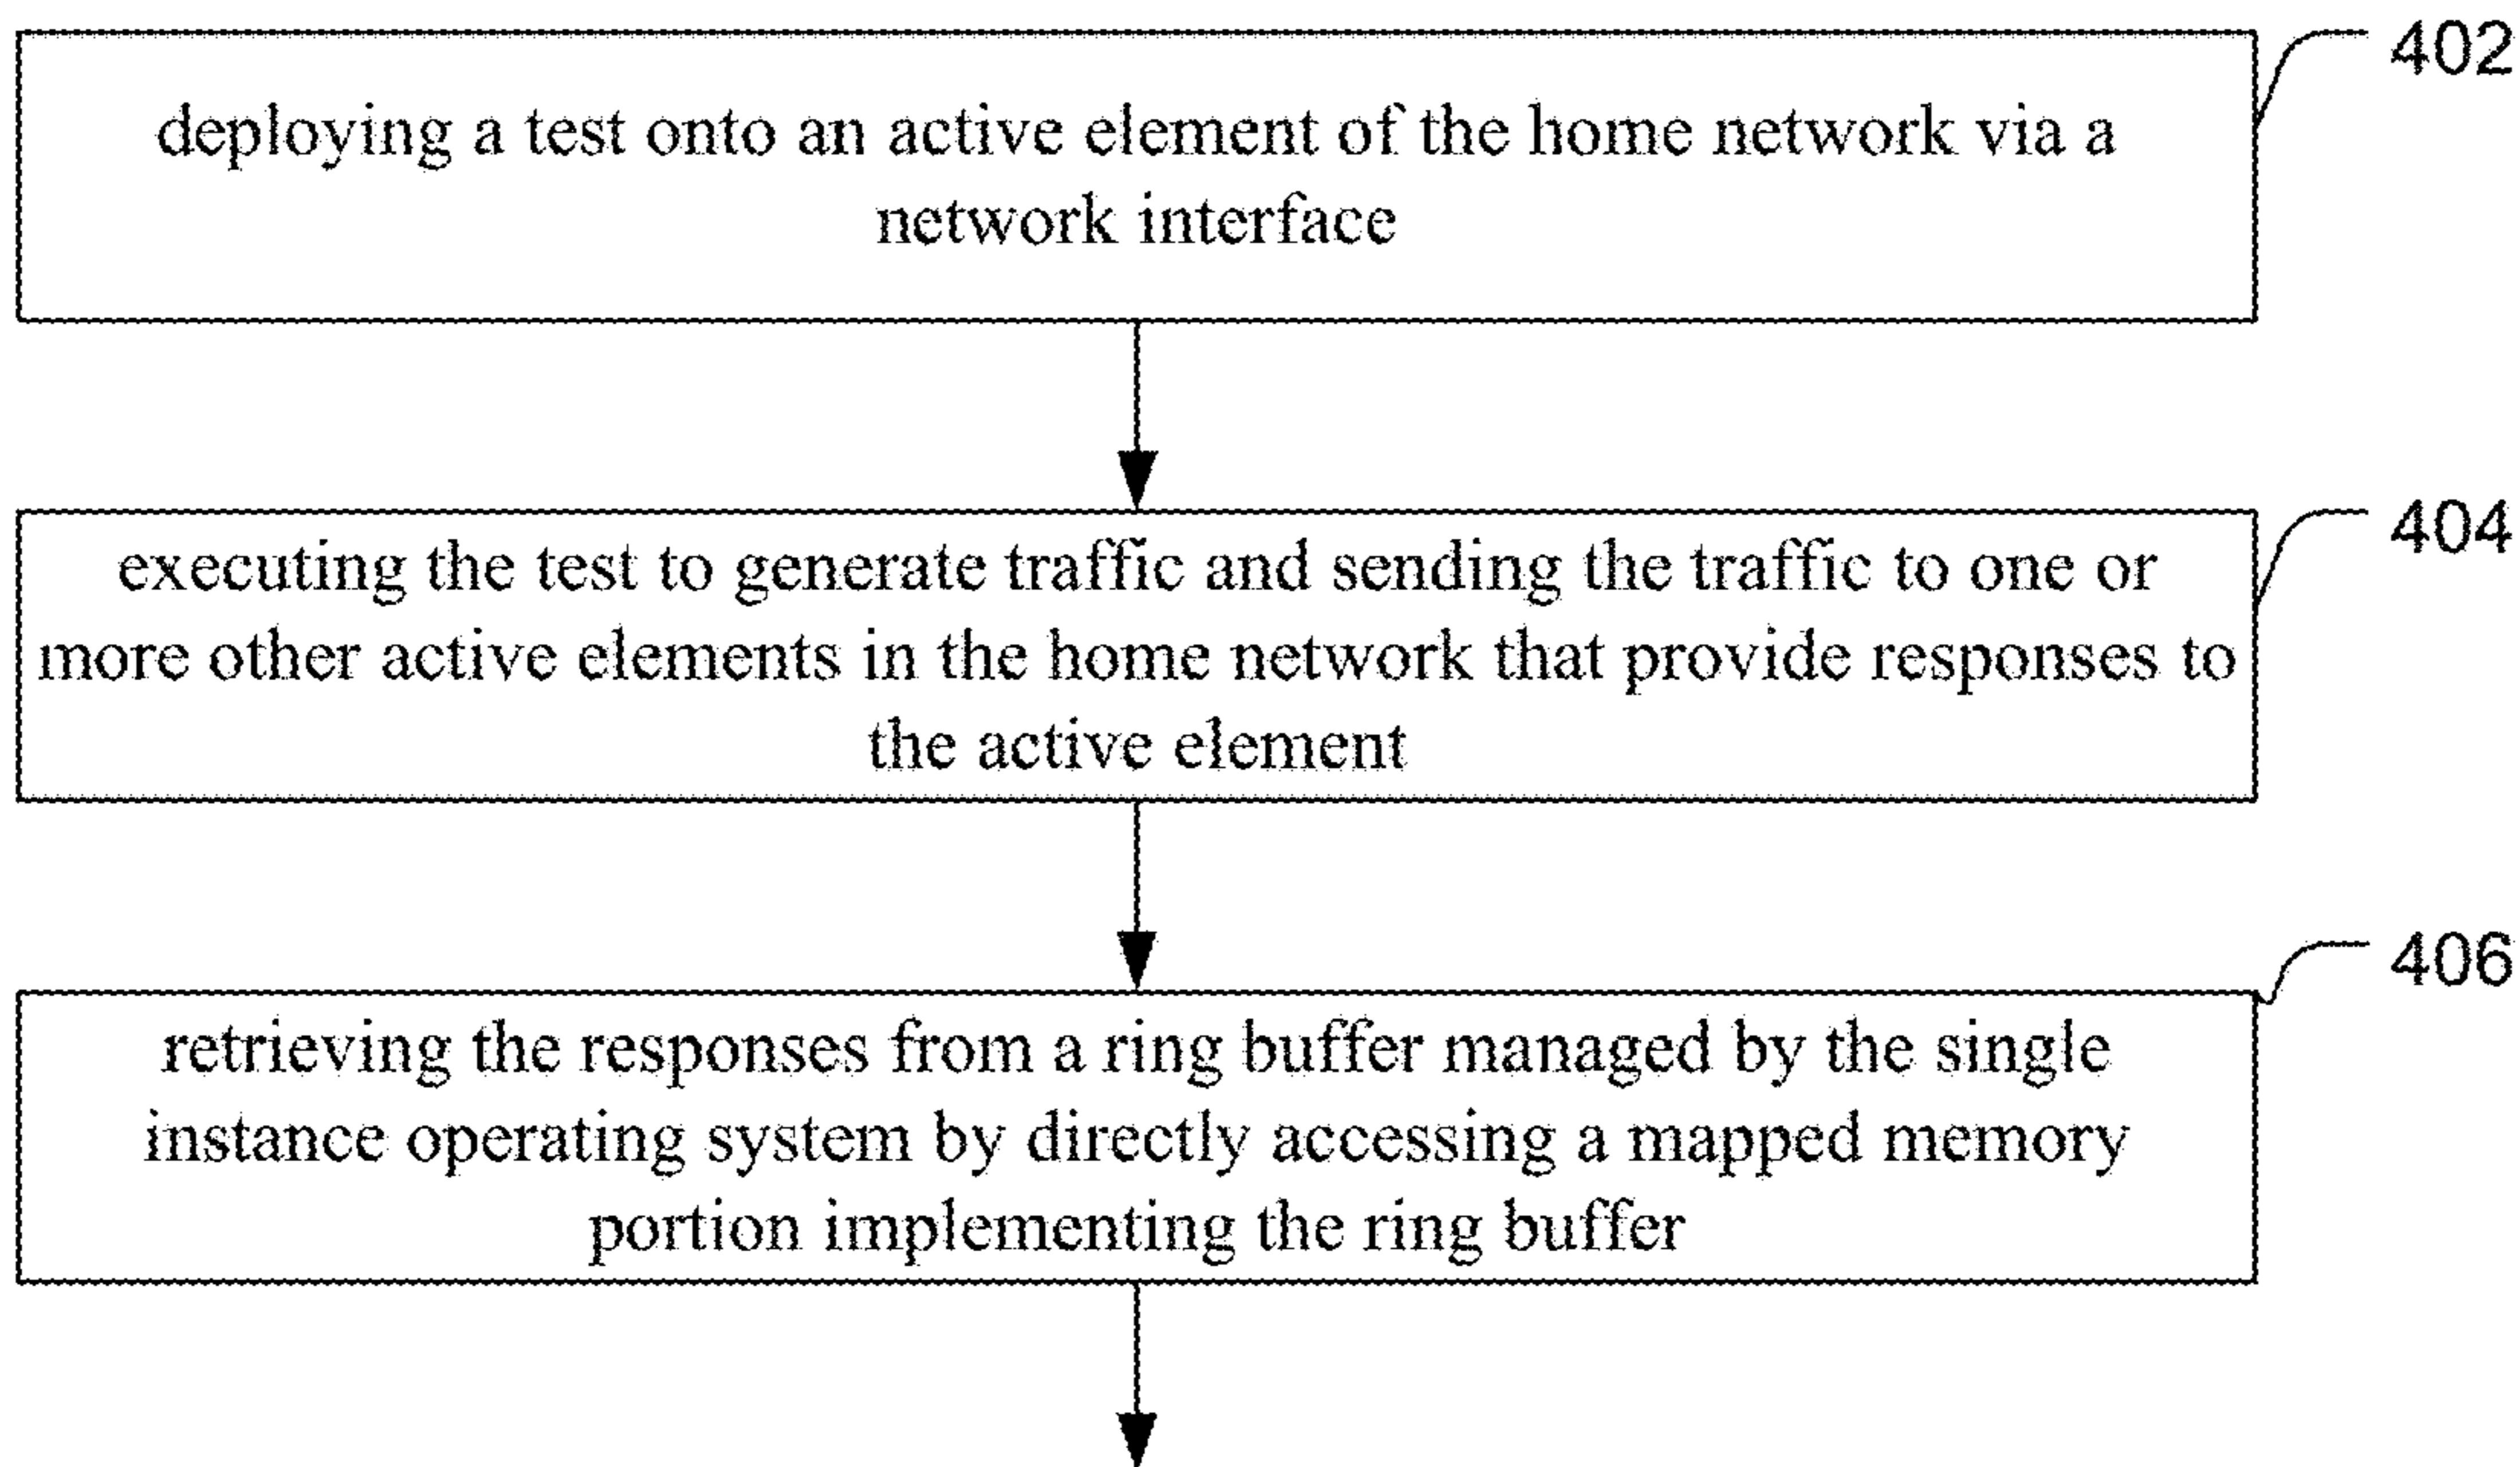 402
deploying a test onto an active element of the home network via a
network interface
404
executing the test to generate traffic and sending the traffic to one or
more other active elements in the home network that provide responses to
the active element
406
retrieving the responses from a ring buffer managed by the single
instance operating system by directly accessing a mapped memory
portion implementing the ring buffer